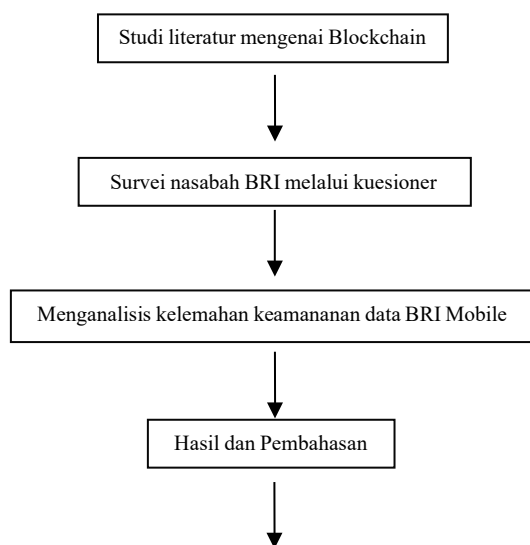 Studi literatur mengenai Blockchain
Survei nasabah BRI melalui kuesioner
Menganalisis kelemahan keamananan data BRI Mobile
Hasil dan Pembahasan